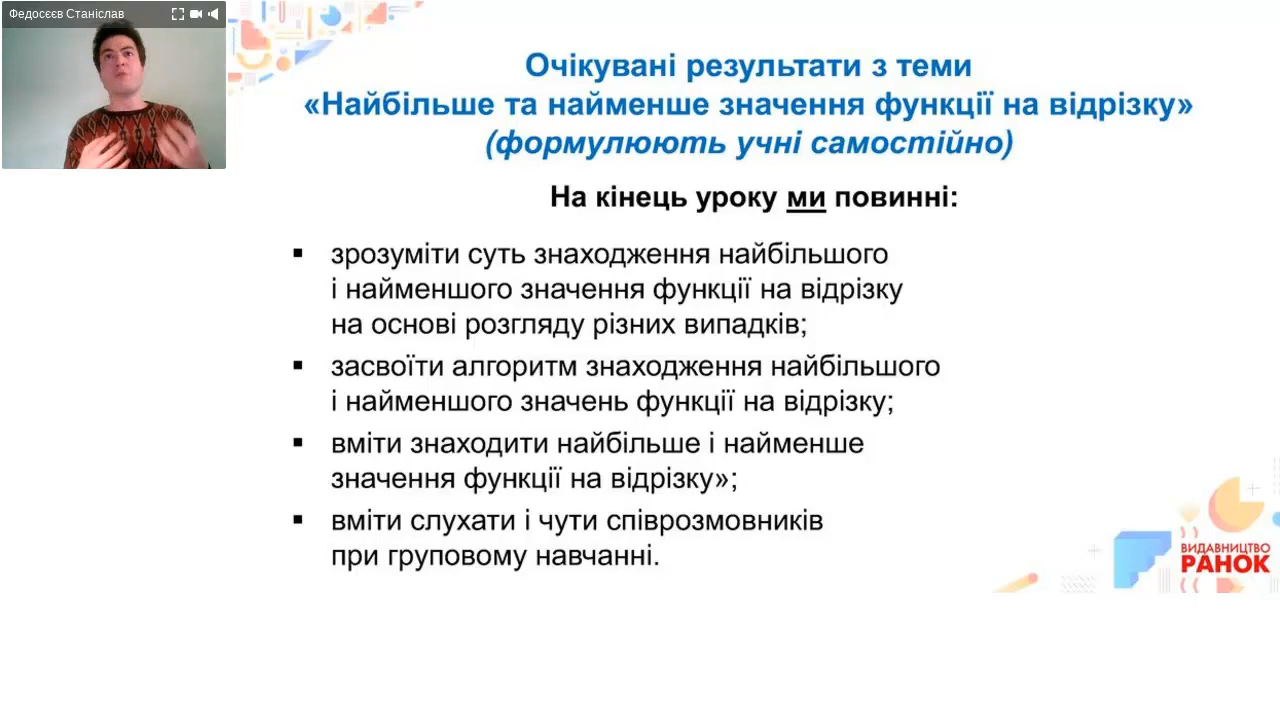 Федосєєв Станіслав
Очікувані результати з теми
«Найбільше та найменше значення функції на відрізку»
(формулюють учні самостійно)
На кінець уроку ми повинні:
▪ зрозуміти суть знаходження найбільшого
і найменшого значення функції на відрізку
на основі розгляду різних випадків;
▪ засвоїти алгоритм знаходження найбільшого
і найменшого значень функції на відрізку;
▪ вміти знаходити найбільше і найменше
значення функції на відрізку»;
▪ вміти слухати і чути співрозмовників
при груповому навчанні.
ВИДАВНИЦТВО
РАНОК